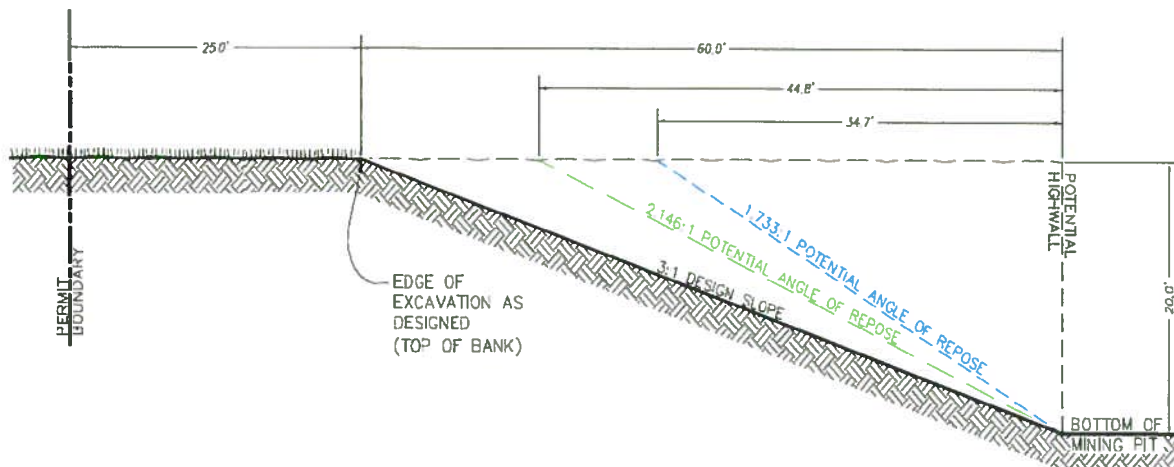 25.0'
60.0'
44.8'
34.7'
PERMIT
BOUNDARY
EDGE OF
EXCAVATION AS
DESIGNED
(TOP OF BANK)
3:1 DESIGN SLOPE
2.146:1 POTENTIAL ANGLE OF REPOSE
1.733:1 POTENTIAL ANGLE OF REPOSE
POTENTIAL
HIGHWALL
20.0'
BOTTOM OF
MINING PIT